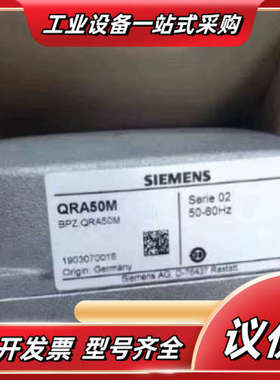 工业设备一站式采购
SIEMENS
QRA50M
BPZ:QRA50M
Serie 02
50-60Hz
1903070016
Origin: Germany
Siemens AG, D-76437 Rastatt
开发票 型号齐全
议价